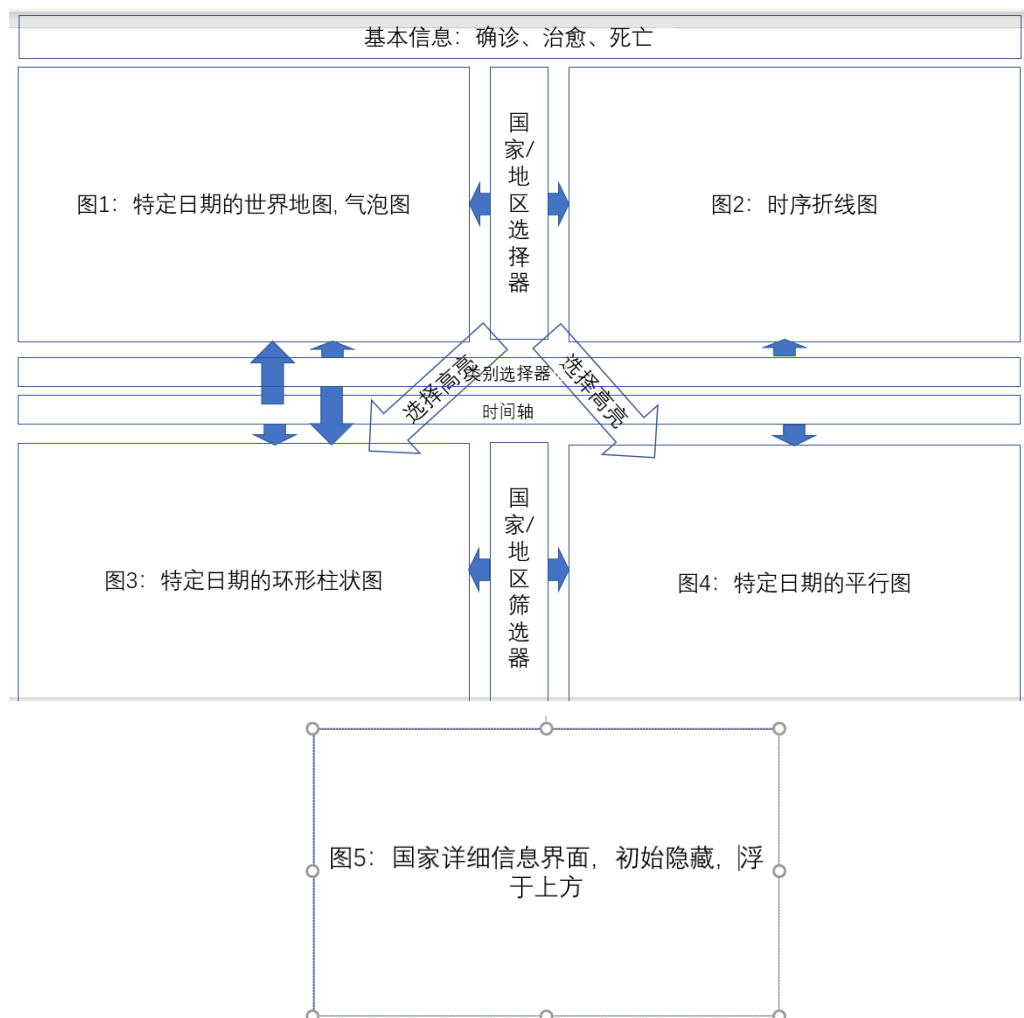 基本信息：确诊、治愈、死亡
图1：特定日期的世界地图, 气泡图
国
家/
地
区
选
择
器
图2：时序折线图
选择高亮
类别选择器
选择高亮
时间轴
图3：特定日期的环形柱状图
国
家/
地
区
筛
选
器
图4：特定日期的平行图
图5：国家详细信息界面，初始隐藏，浮
于上方